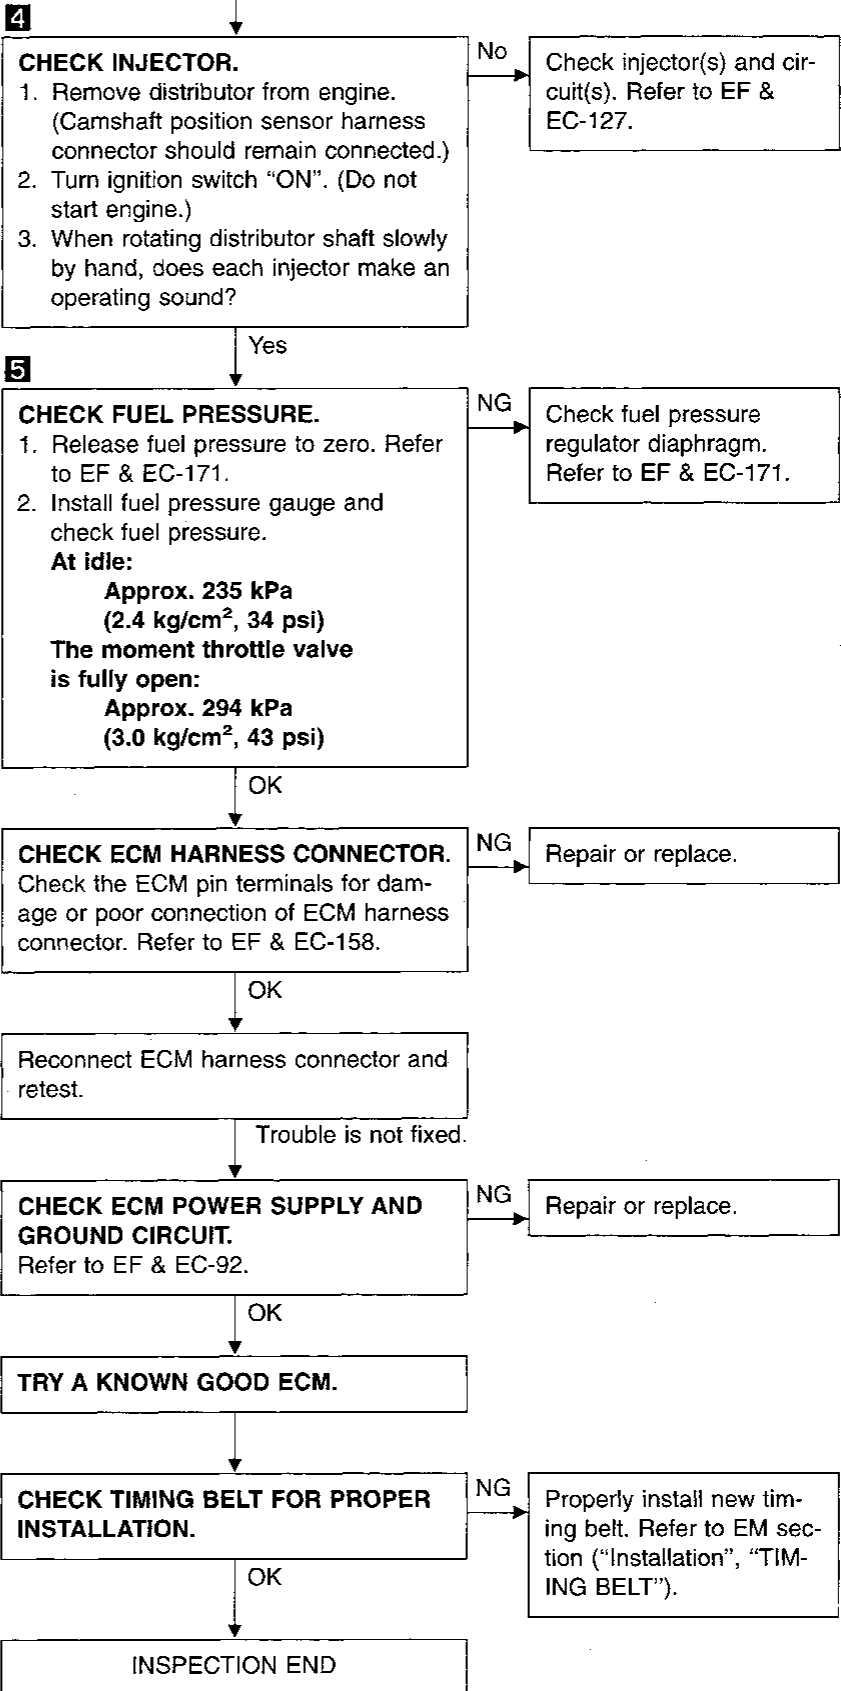 4
CHECK INJECTOR.
1. Remove distributor from engine.
(Camshaft position sensor harness
connector should remain connected.)
2. Turn ignition switch “ON”. (Do not
start engine.)
3. When rotating distributor shaft slowly
by hand, does each injector make an
operating sound?
No
Check injector(s) and cir-
cuit(s). Refer to EF &
EC-127.
Yes
5
CHECK FUEL PRESSURE.
1. Release fuel pressure to zero. Refer
to EF & EC-171.
2. Install fuel pressure gauge and
check fuel pressure.
At idle:
Approx. 235 kPa
(2.4 kg/cm², 34 psi)
The moment throttle valve
is fully open:
Approx. 294 kPa
(3.0 kg/cm², 43 psi)
NG
Check fuel pressure
regulator diaphragm.
Refer to EF & EC-171.
OK
CHECK ECM HARNESS CONNECTOR.
Check the ECM pin terminals for dam-
age or poor connection of ECM harness
connector. Refer to EF & EC-158.
NG
Repair or replace.
OK
Reconnect ECM harness connector and
retest.
Trouble is not fixed.
CHECK ECM POWER SUPPLY AND
GROUND CIRCUIT.
Refer to EF & EC-92.
NG
Repair or replace.
OK
TRY A KNOWN GOOD ECM.
CHECK TIMING BELT FOR PROPER
INSTALLATION.
NG
Properly install new tim-
ing belt. Refer to EM sec-
tion (“Installation”, “TIM-
ING BELT”).
OK
INSPECTION END